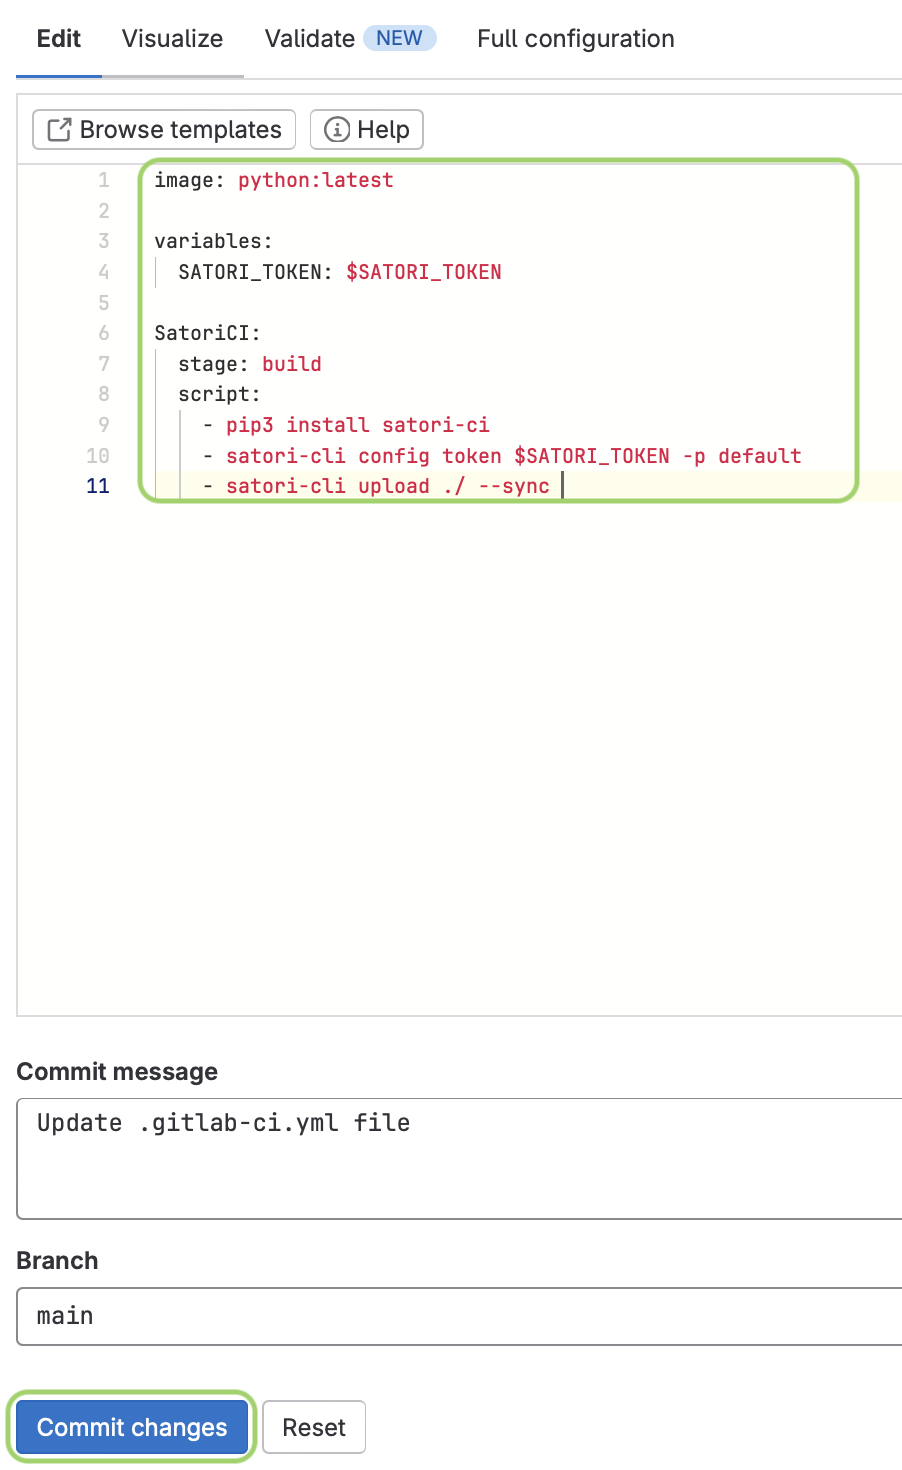 Edit Visualize Validate NEW Full configuration
Browse templates Help
1 image: python:latest
2
3 variables:
4 SATORI_TOKEN: $SATORI_TOKEN
5
6 SatoriCI:
7 stage: build
8 script:
9 - pip3 install satori-ci
10 - satori-cli config token $SATORI_TOKEN -p default
11 - satori-cli upload ./ --sync
Commit message
Update .gitlab-ci.yml file
Branch
main
Commit changes Reset